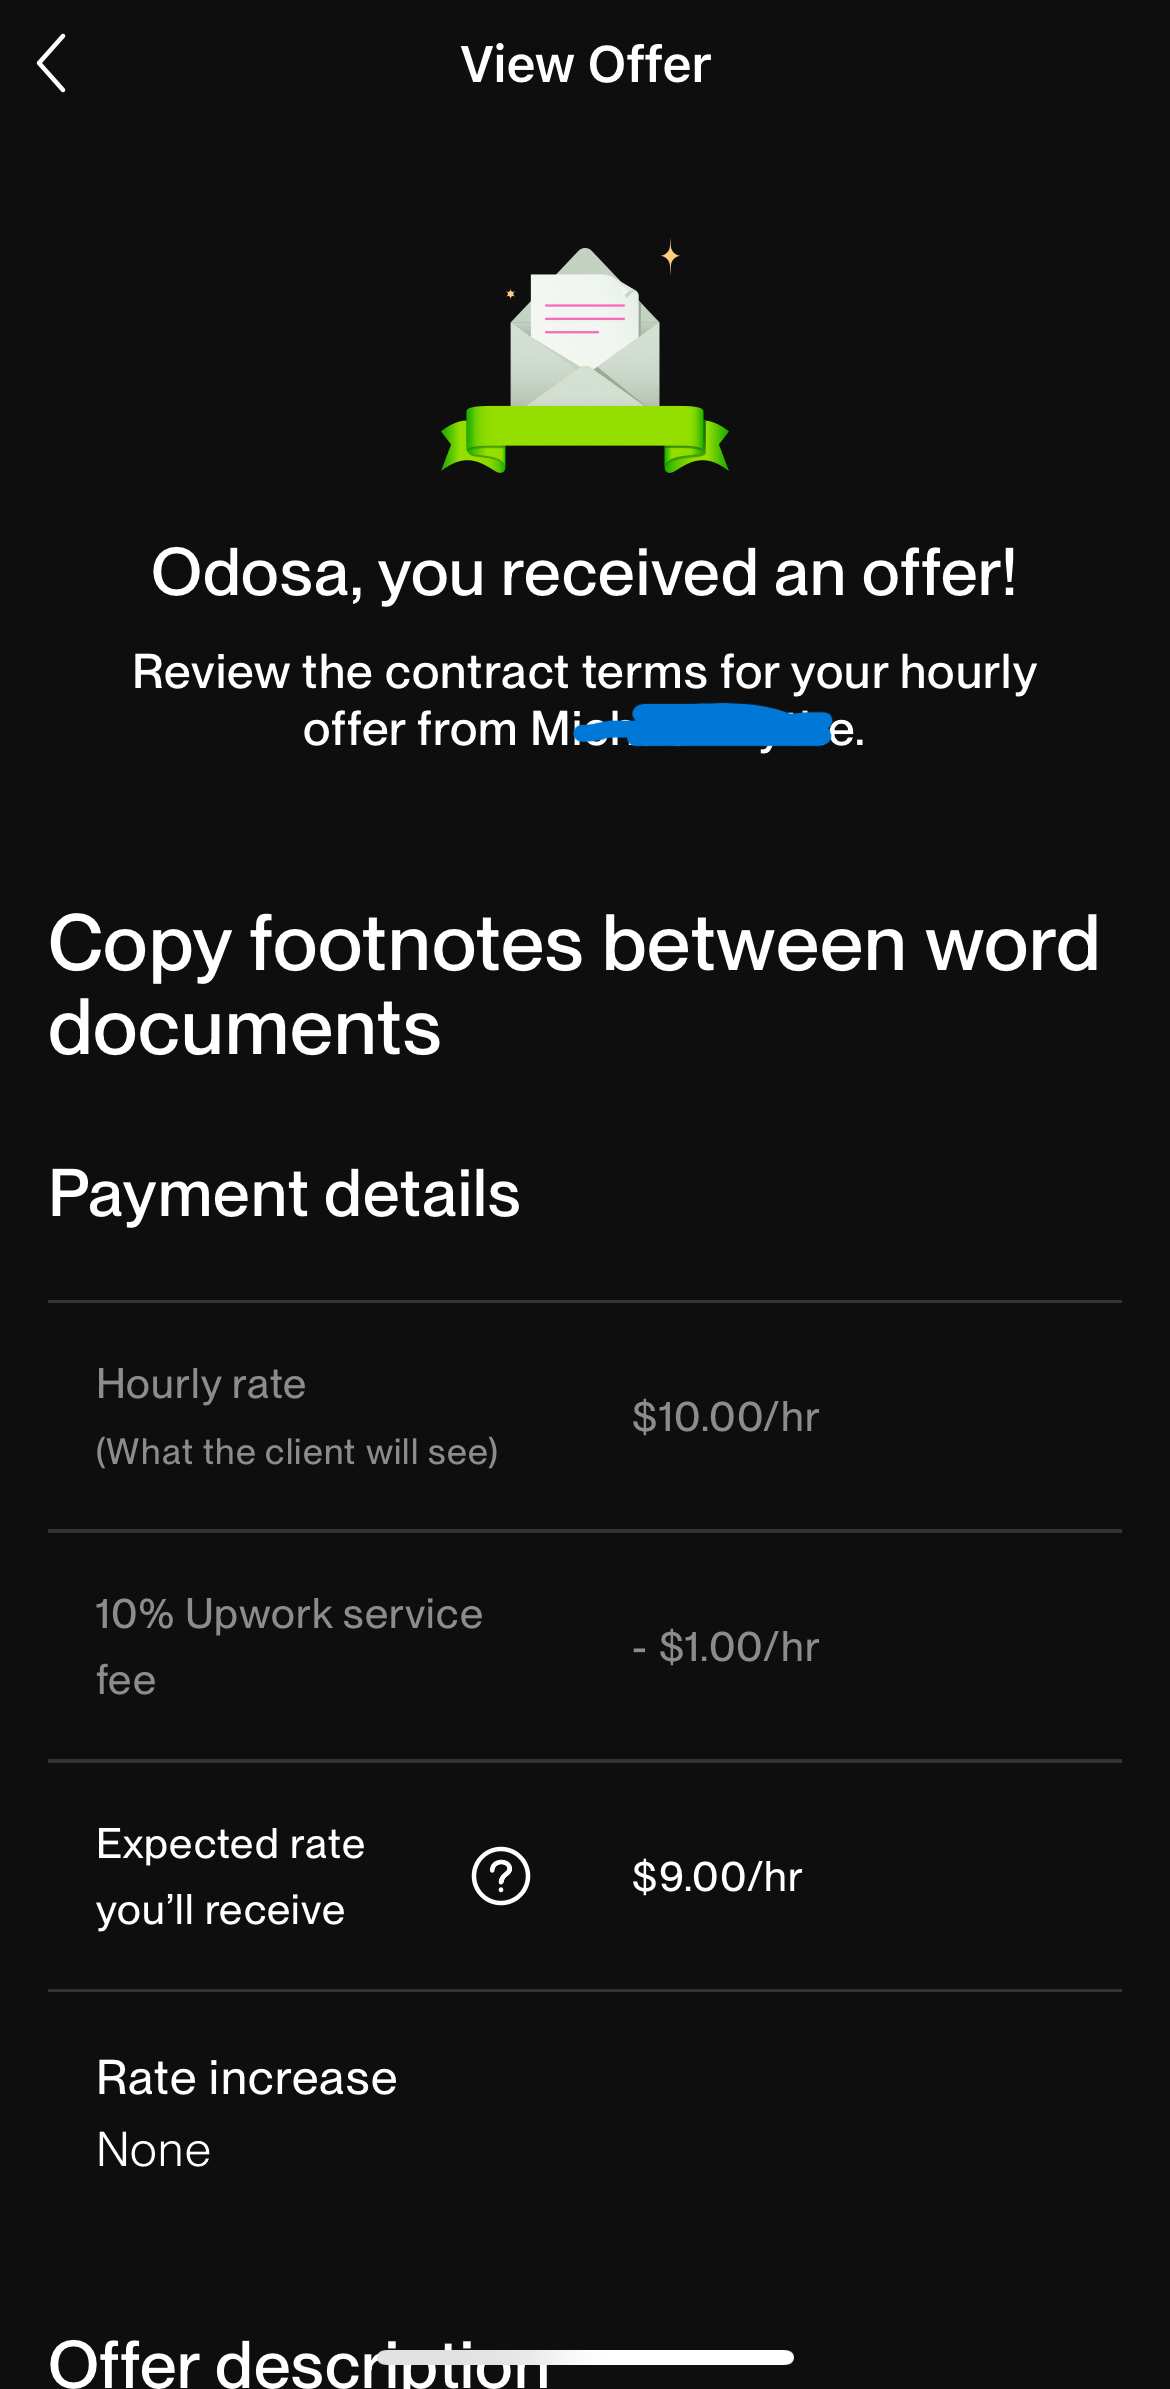 View Offer
Odosa, you received an offer!
Review the contract terms for your hourly
offer from
Copy footnotes between word
documents
Payment details
Hourly rate
(What the client will see)
$10.00/hr
10% Upwork service
fee
- $1.00/hr
Expected rate
you’ll receive
?
$9.00/hr
Rate increase
None
Offer description